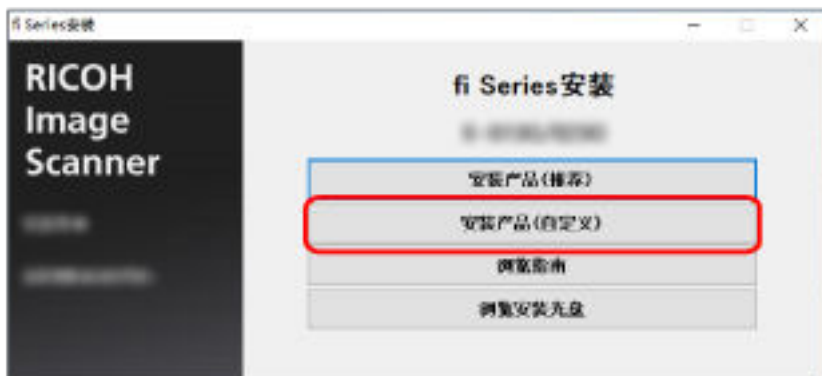 fi Series安装
RICOH
Image
Scanner
fi Series安装
安装产品(推荐)
安装产品(自定义)
浏览指南
浏览安装光盘